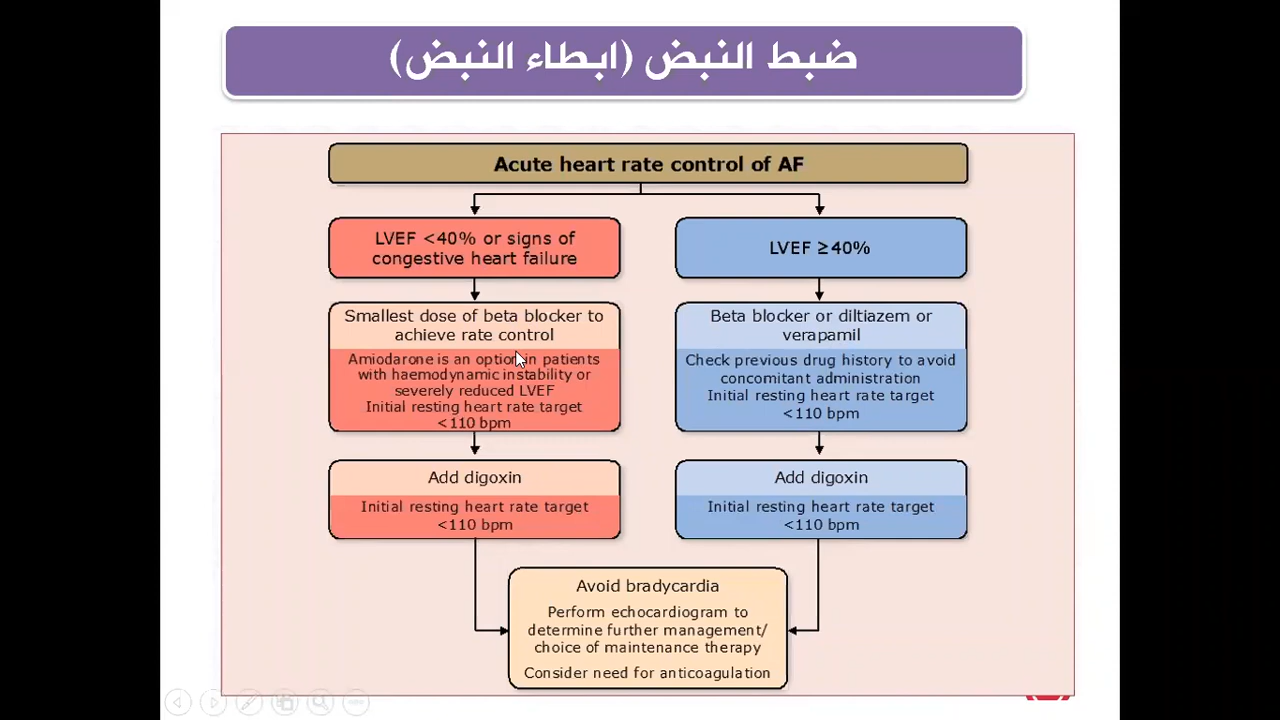 ضبط النبض (ابطاء النبض)
Acute heart rate control of AF
LVEF <40% or signs of
congestive heart failure
LVEF ≥40%
Smallest dose of beta blocker to
achieve rate control
Amiodarone is an option in patients
with haemodynamic instability or
severely reduced LVEF
Initial resting heart rate target
<110 bpm
Beta blocker or diltiazem or
verapamil
Check previous drug history to avoid
concomitant administration
Initial resting heart rate target
<110 bpm
Add digoxin
Initial resting heart rate target
<110 bpm
Add digoxin
Initial resting heart rate target
<110 bpm
Avoid bradycardia
Perform echocardiogram to
determine further management/
choice of maintenance therapy
Consider need for anticoagulation